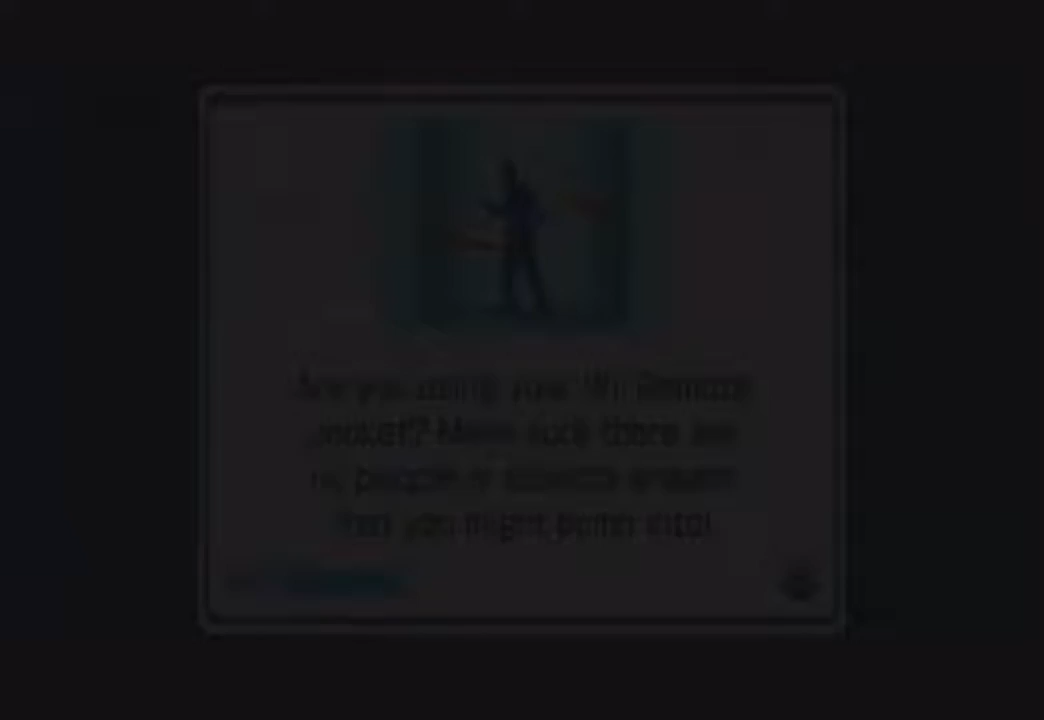 Are you using your Wii Remote
Jacket? Make sure there are
no people or objects around
that you might bump into!